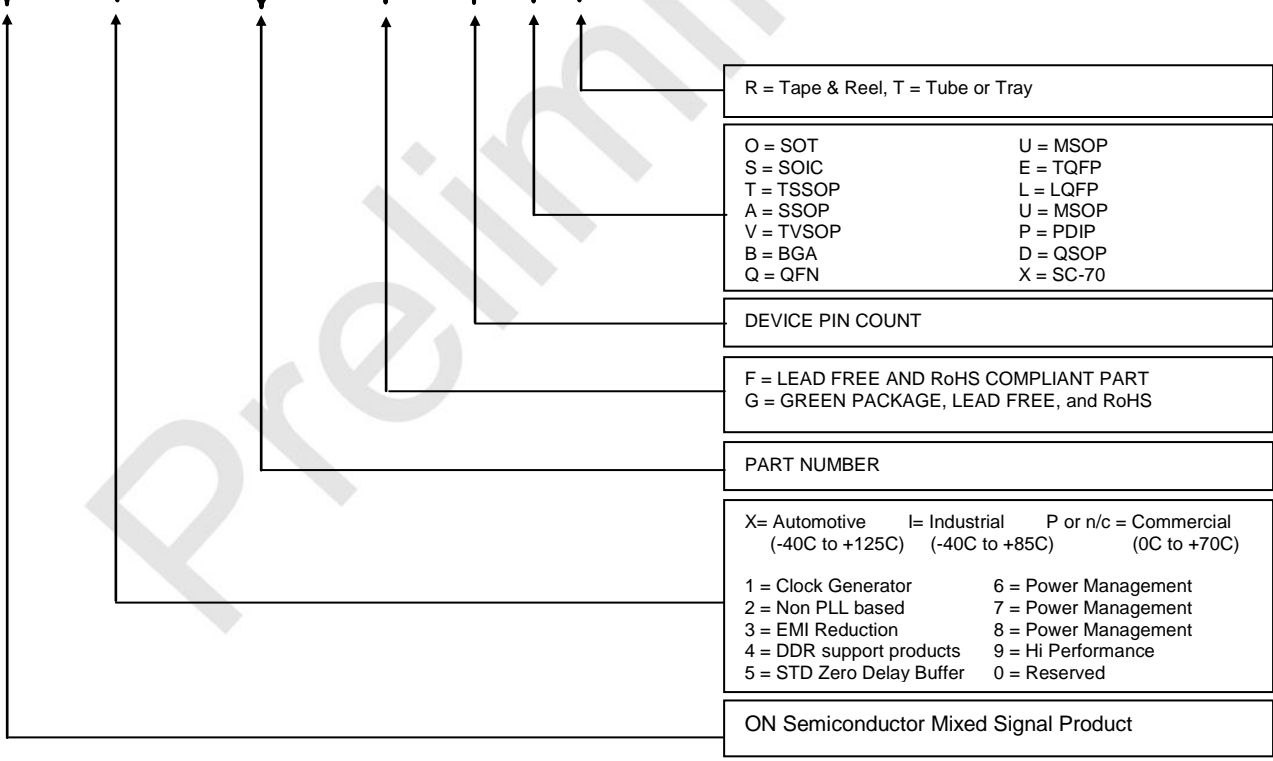 R = Tape & Reel, T = Tube or Tray
O = SOT U = MSOP
S = SOIC E = TQFP
T = TSSOP L = LQFP
A = SSOP U = MSOP
V = TVSOP P = PDIP
B = BGA D = QSOP
Q = QFN X = SC-70
DEVICE PIN COUNT
F = LEAD FREE AND RoHS COMPLIANT PART
G = GREEN PACKAGE, LEAD FREE, and RoHS
PART NUMBER
X= Automotive I= Industrial P or n/c = Commercial
(-40C to +125C) (-40C to +85C) (0C to +70C)
1 = Clock Generator 6 = Power Management
2 = Non PLL based 7 = Power Management
3 = EMI Reduction 8 = Power Management
4 = DDR support products 9 = Hi Performance
5 = STD Zero Delay Buffer 0 = Reserved
ON Semiconductor Mixed Signal Product
Prelimi